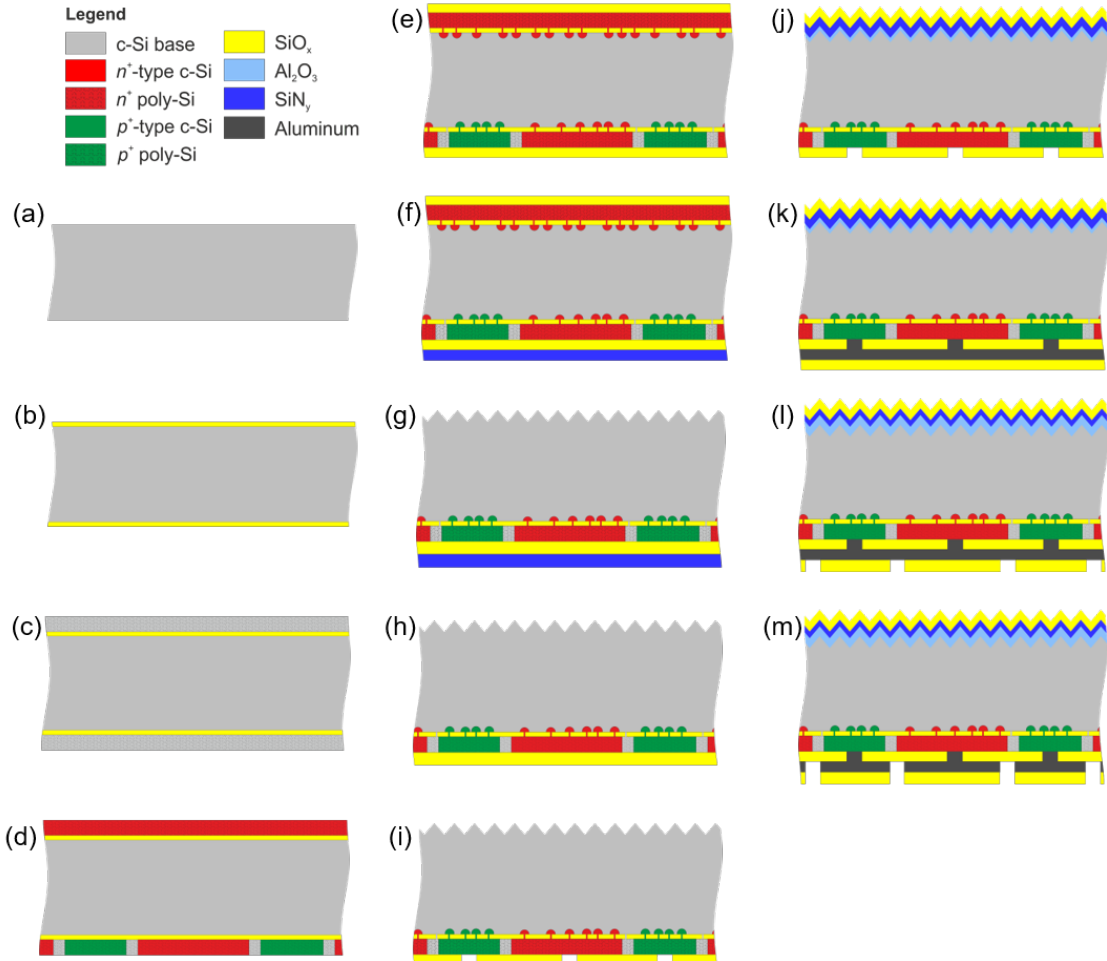 Legend
c-Si base
n⁺-type c-Si
n⁺ poly-Si
p⁺-type c-Si
p⁺ poly-Si
SiOₓ
Al₂O₃
SiNᵧ
Aluminum
(a)
(b)
(c)
(d)
(e)
(f)
(g)
(h)
(i)
(j)
(k)
(l)
(m)